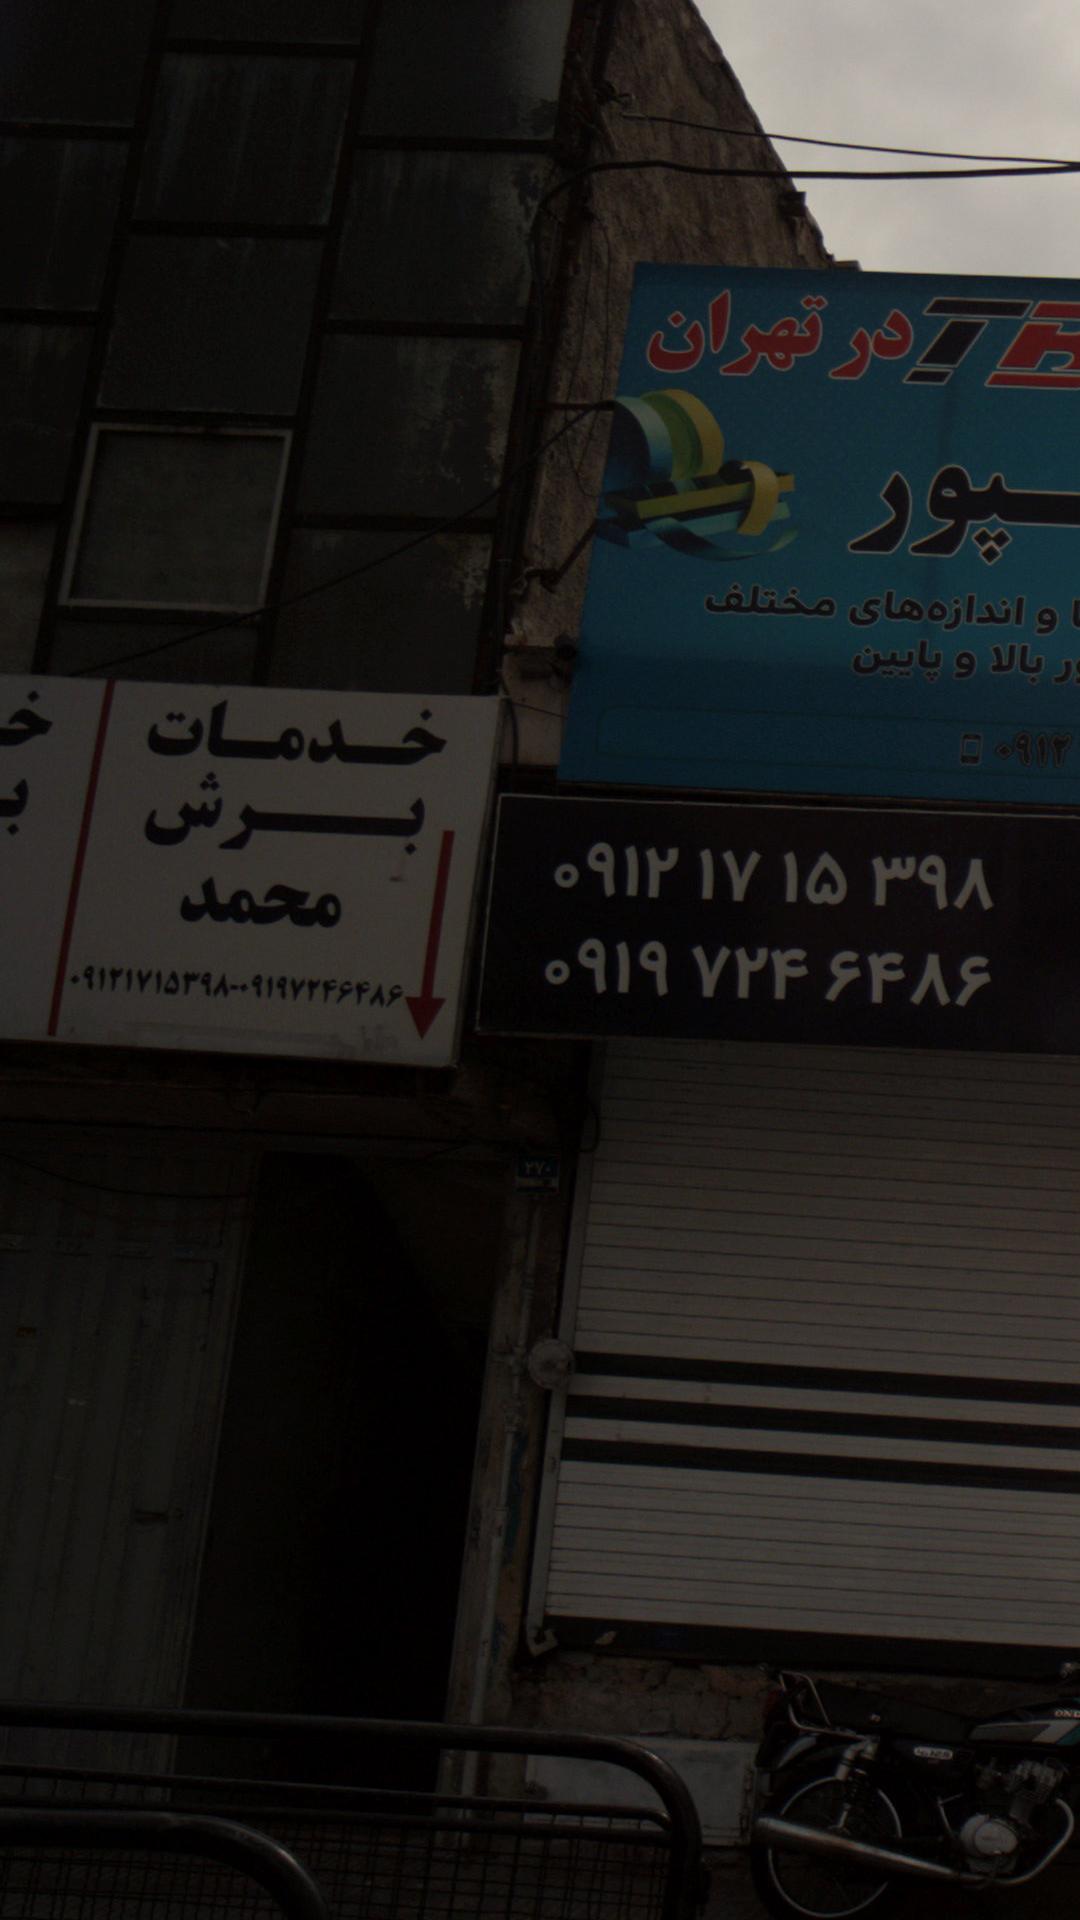 در تهران
پور
و اندازه‌های مختلف
بالا و پایین
۰۹۱۲
خدمات
برش
محمد
۰۹۱۲۱۷۱۵۳۹۸-۰۹۱۹۷۲۴۶۴۸۶
۰۹۱۲ ۱۷ ۱۵ ۳۹۸
۰۹۱۹ ۷۲۴ ۶۴۸۶
۲۷۰